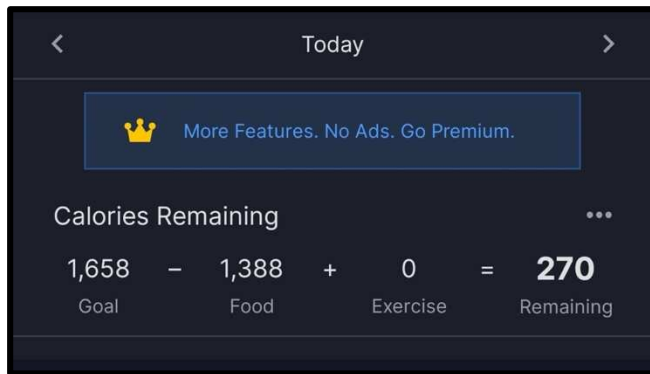 Today
More Features. No Ads. Go Premium.
Calories Remaining
1,658 – 1,388 + 0 = 270
Goal Food Exercise Remaining